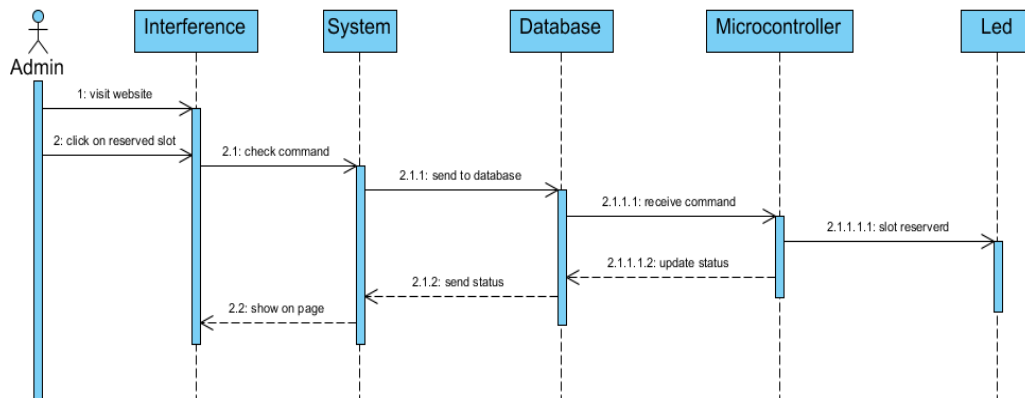 Interference
System
Database
Microcontroller
Led
Admin
1: visit website
2: click on reserved slot
2.1: check command
2.1.1: send to database
2.1.1.1: receive command
2.1.1.1.1: slot reserverd
2.1.1.1.2: update status
2.1.2: send status
2.2: show on page